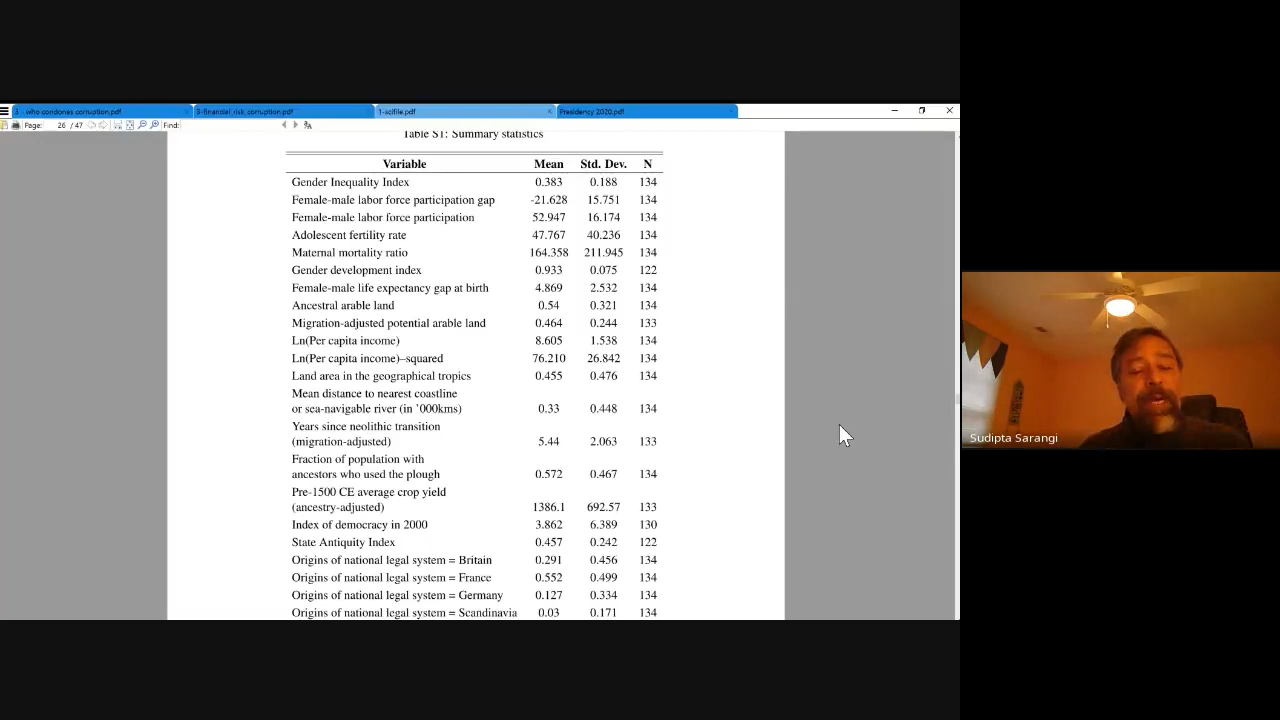 3 - who condones corruption.pdf 3-financial_risk_corruption.pdf 1-scifile.pdf Presidency 2020.pdf
Page: 26 / 47 Find:
Table S1: Summary statistics
Variable Mean Std. Dev. N
Gender Inequality Index 0.383 0.188 134
Female-male labor force participation gap -21.628 15.751 134
Female-male labor force participation 52.947 16.174 134
Adolescent fertility rate 47.767 40.236 134
Maternal mortality ratio 164.358 211.945 134
Gender development index 0.933 0.075 122
Female-male life expectancy gap at birth 4.869 2.532 134
Ancestral arable land 0.54 0.321 134
Migration-adjusted potential arable land 0.464 0.244 133
Ln(Per capita income) 8.605 1.538 134
Ln(Per capita income)–squared 76.210 26.842 134
Land area in the geographical tropics 0.455 0.476 134
Mean distance to nearest coastline
or sea-navigable river (in ’000kms) 0.33 0.448 134
Years since neolithic transition
(migration-adjusted) 5.44 2.063 133
Fraction of population with
ancestors who used the plough 0.572 0.467 134
Pre-1500 CE average crop yield
(ancestry-adjusted) 1386.1 692.57 133
Index of democracy in 2000 3.862 6.389 130
State Antiquity Index 0.457 0.242 122
Origins of national legal system = Britain 0.291 0.456 134
Origins of national legal system = France 0.552 0.499 134
Origins of national legal system = Germany 0.127 0.334 134
Origins of national legal system = Scandinavia 0.03 0.171 134
Sudipta Sarangi